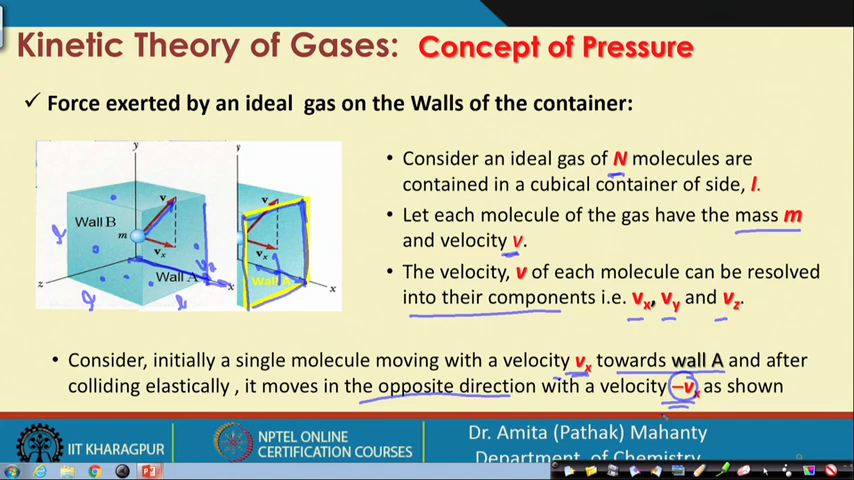 Kinetic Theory of Gases: Concept of Pressure
✓ Force exerted by an ideal gas on the Walls of the container:
• Consider an ideal gas of N molecules are
contained in a cubical container of side, l.
• Let each molecule of the gas have the mass m
and velocity v.
• The velocity, v of each molecule can be resolved
into their components i.e. vx, vy and vz.
y
y
v
v
Wall B
m
vx
vx
l
z
Wall A
x
Wall A
x
l
l
• Consider, initially a single molecule moving with a velocity vx towards wall A and after
colliding elastically , it moves in the opposite direction with a velocity –vx as shown
IIT KHARAGPUR
NPTEL ONLINE
CERTIFICATION COURSES
Dr. Amita (Pathak) Mahanty
Department of Chemistry
9